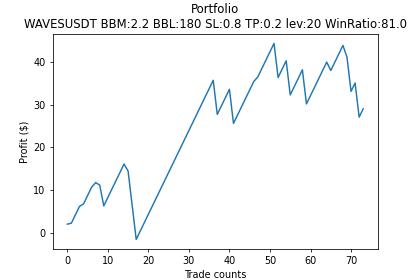 Portfolio
WAVESUSDT BBM:2.2 BBL:180 SL:0.8 TP:0.2 lev:20 WinRatio:81.0
Profit ($)
40
30
20
10
0
0 10 20 30 40 50 60 70
Trade counts